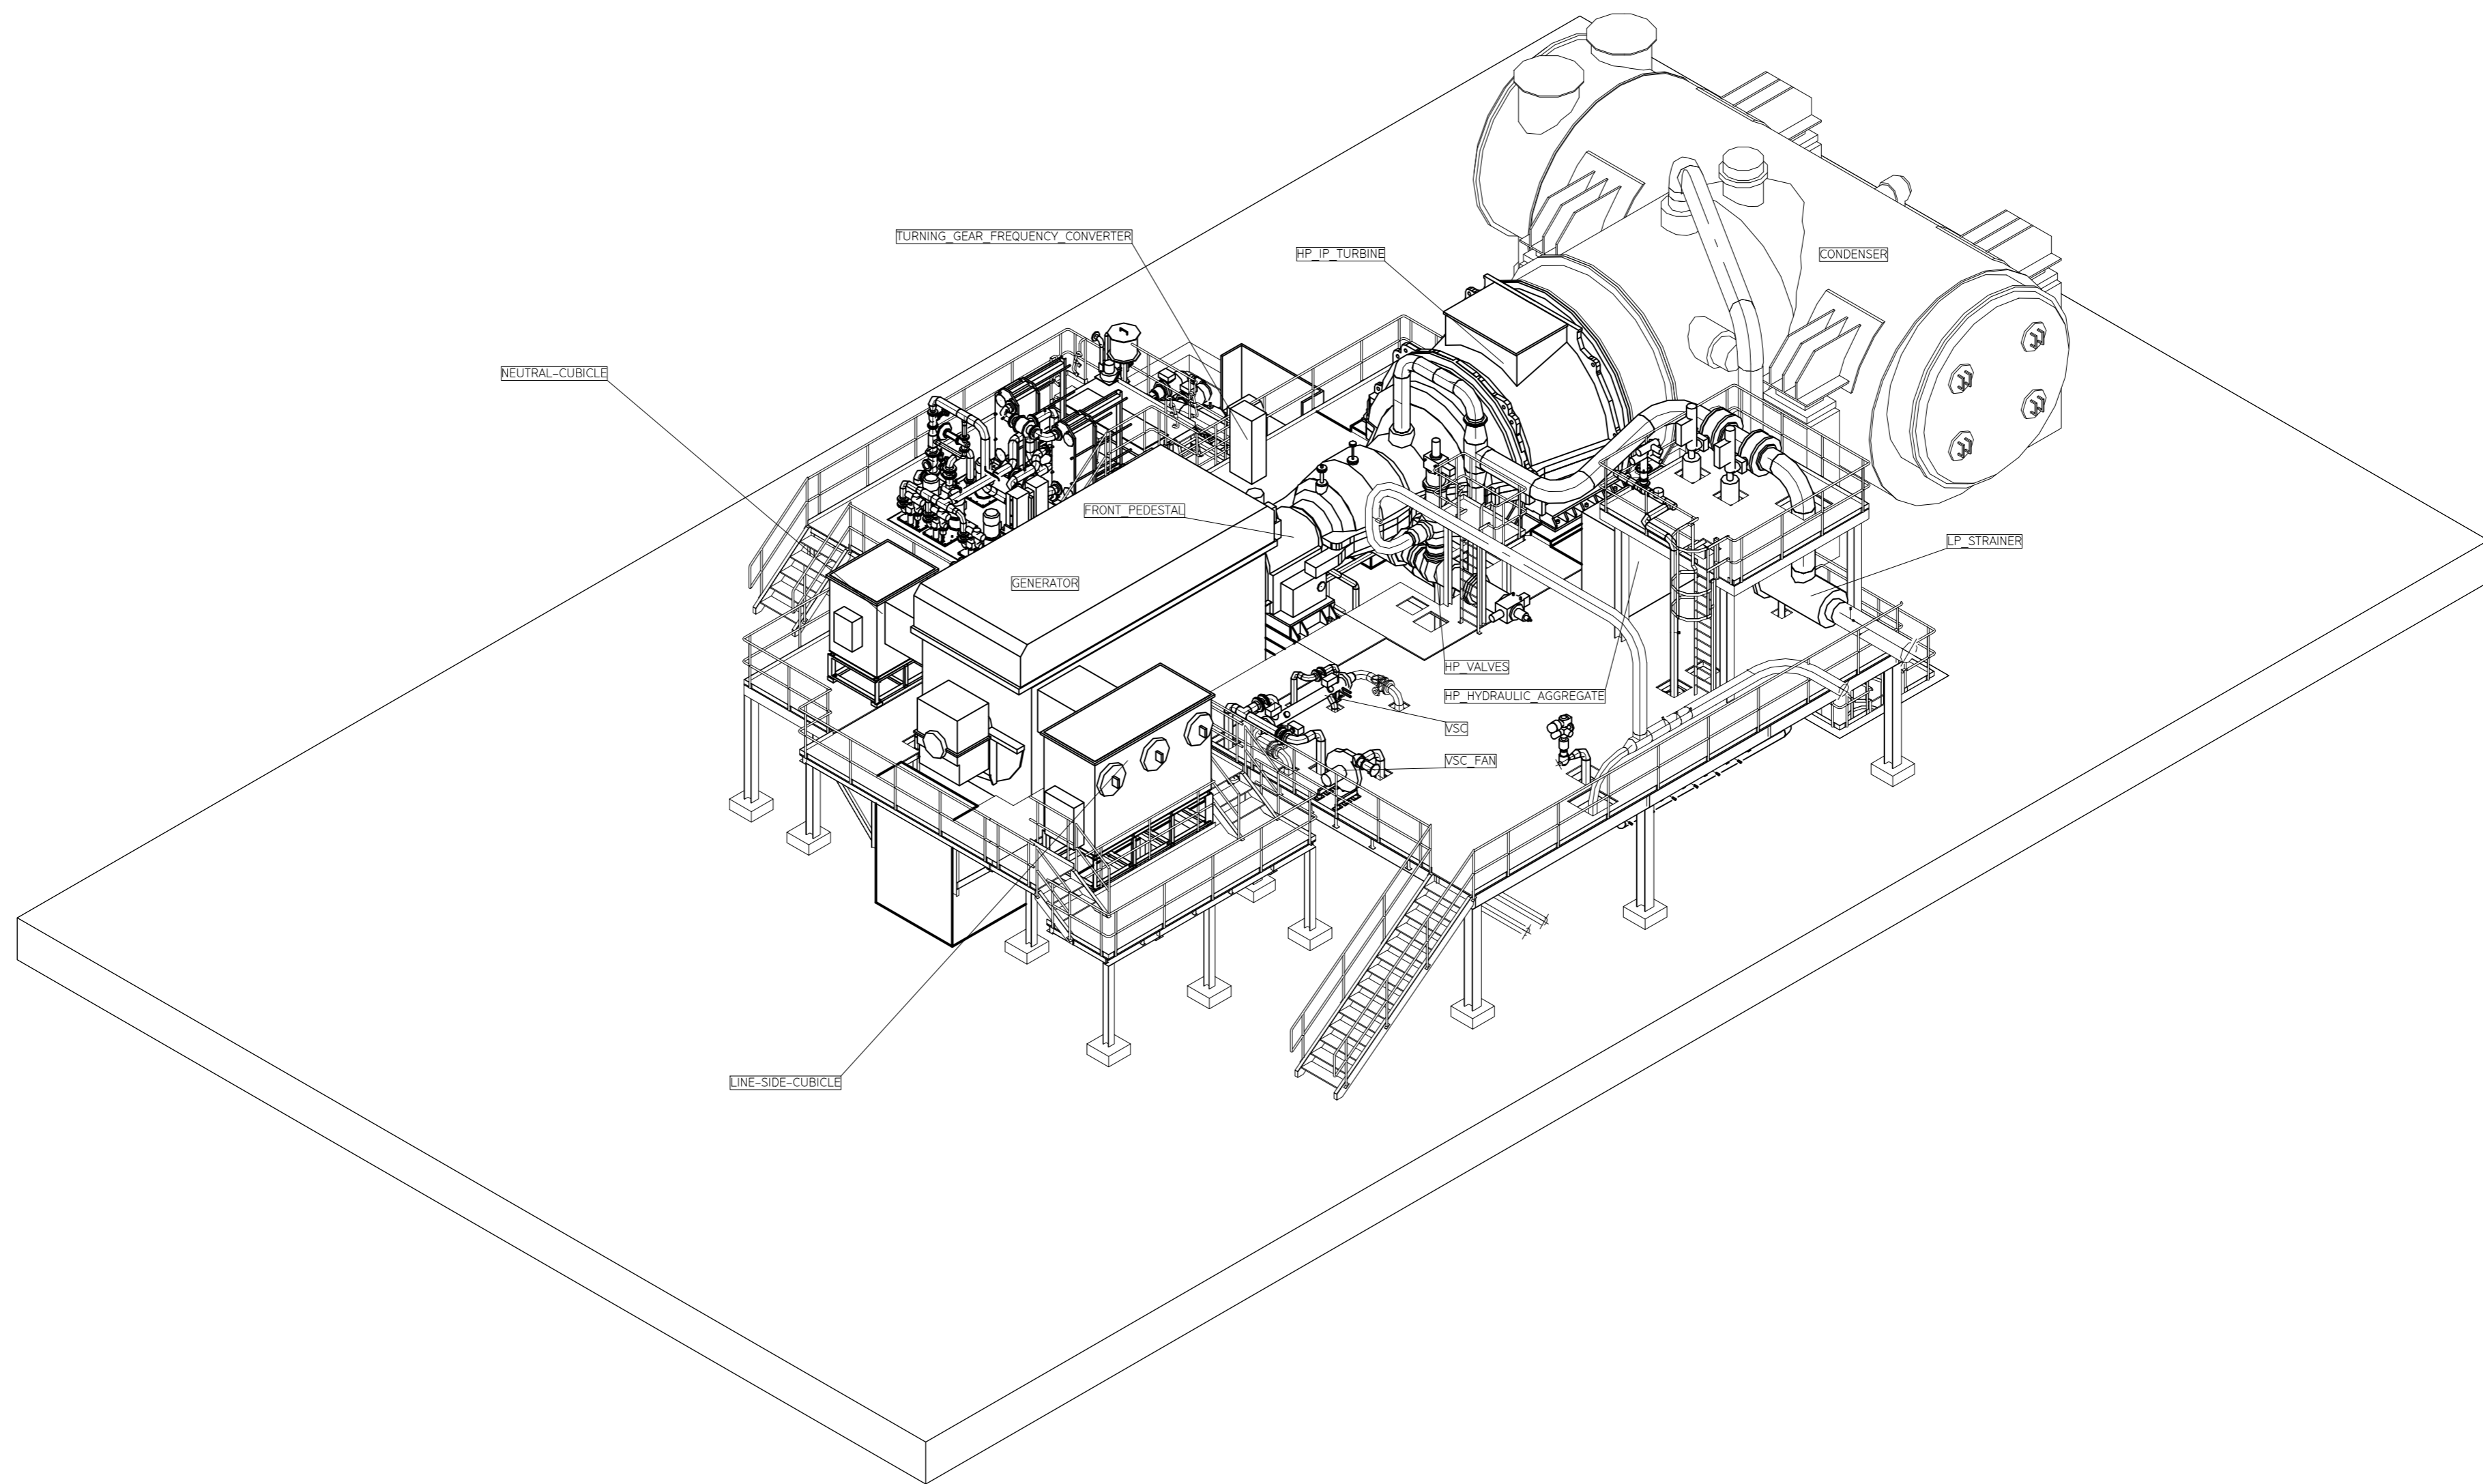 TURNING_GEAR_FREQUENCY_CONVERTER
HP_IP_TURBINE
CONDENSER
NEUTRAL-CUBICLE
FRONT_PEDESTAL
LP_STRAINER
GENERATOR
HP_VALVES
HP_HYDRAULIC_AGGREGATE
VSC
VSC_FAN
LINE-SIDE-CUBICLE